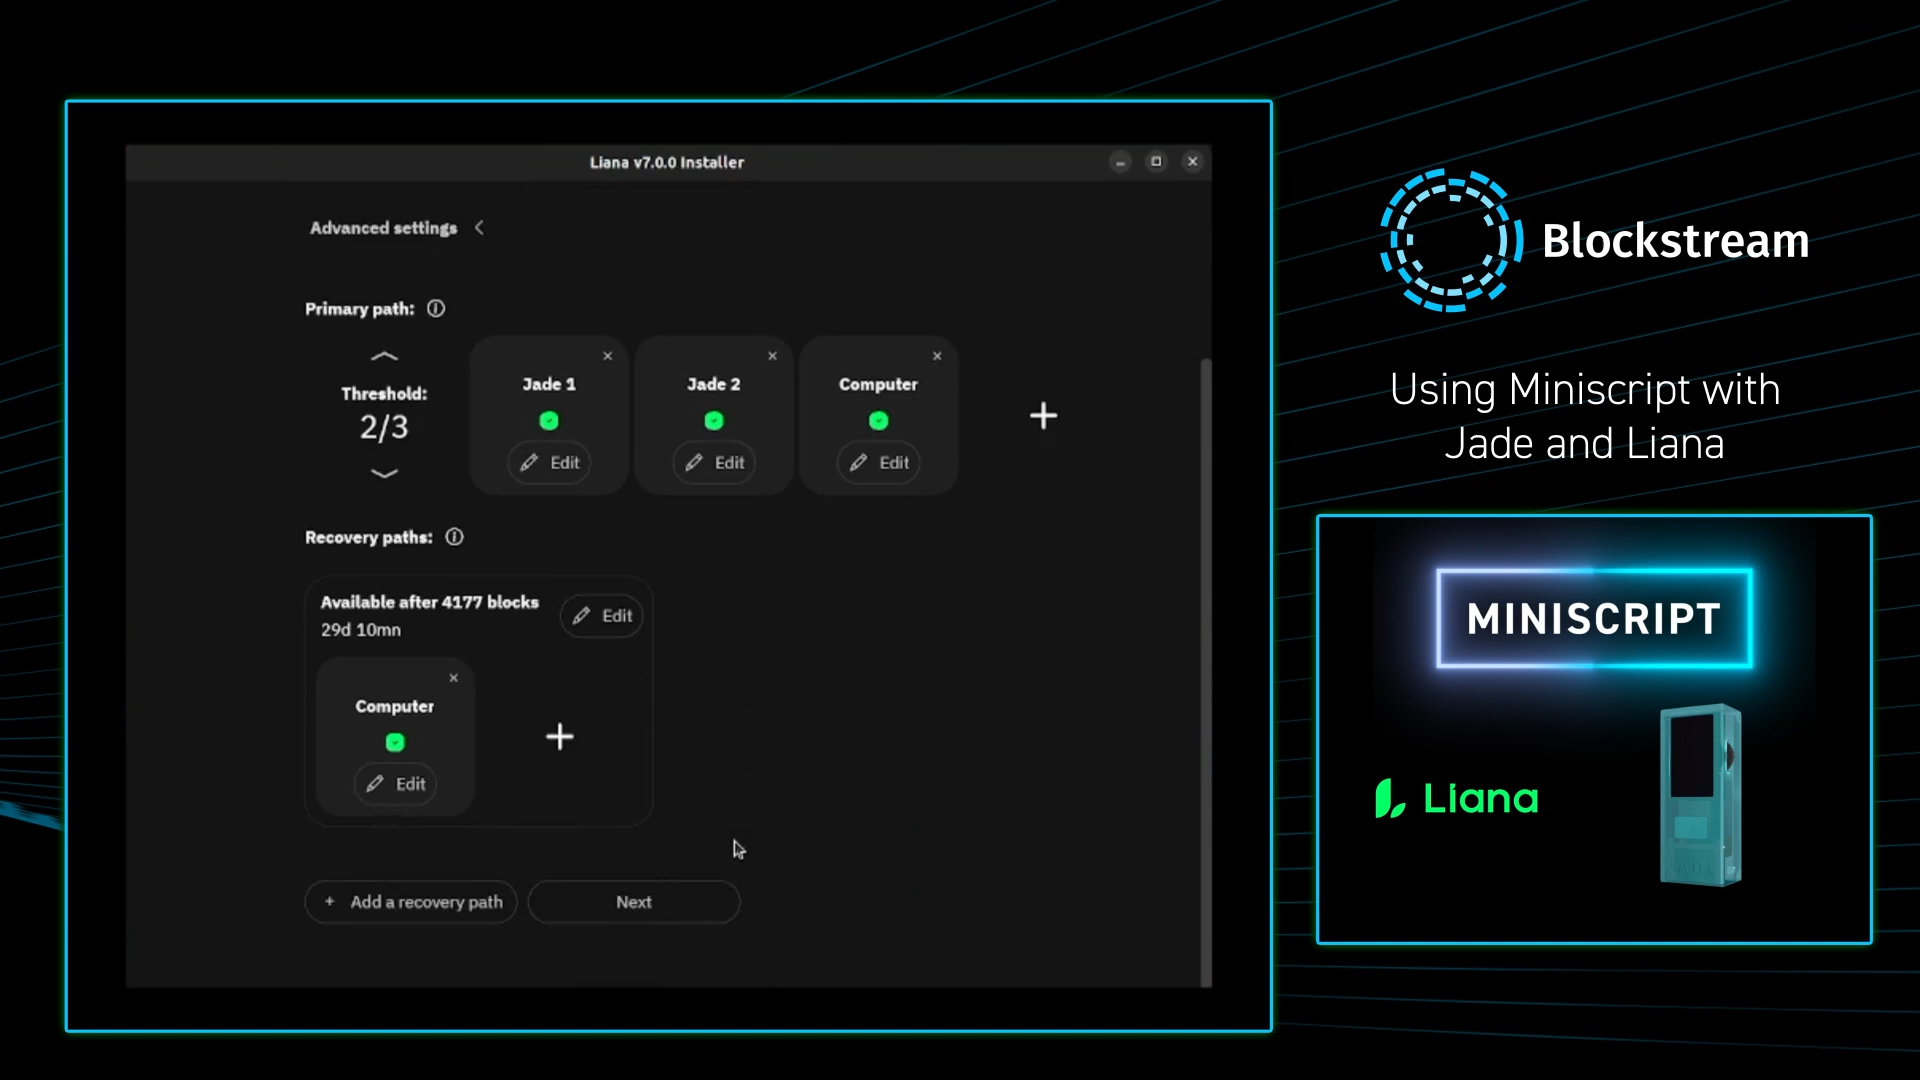 Liana v7.0.0 Installer
Advanced settings
Primary path:
Threshold:
2/3
Jade 1
Edit
Jade 2
Edit
Computer
Edit
Recovery paths:
Available after 4177 blocks
29d 10mn
Edit
Computer
Edit
+ Add a recovery path
Next
Blockstream
Using Miniscript with
Jade and Liana
MINISCRIPT
Liana
JADE